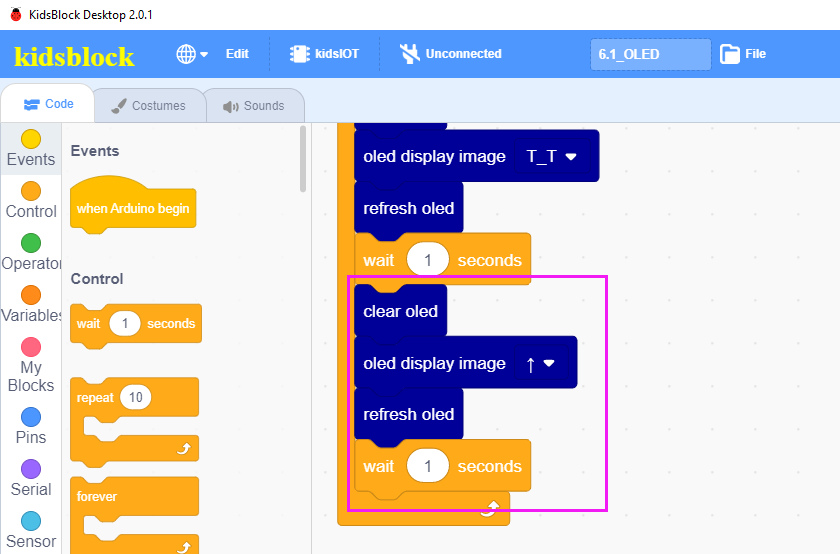 KidsBlock Desktop 2.0.1
kidsblock
Edit
kidsIOT
Unconnected
6.1_OLED
File
Code
Costumes
Sounds
Events
Control
Operator
Variables
My
Blocks
Pins
Serial
Sensor
Events
when Arduino begin
Control
wait 1 seconds
repeat 10
forever
oled display image T_T
refresh oled
wait 1 seconds
clear oled
oled display image ↑
refresh oled
wait 1 seconds